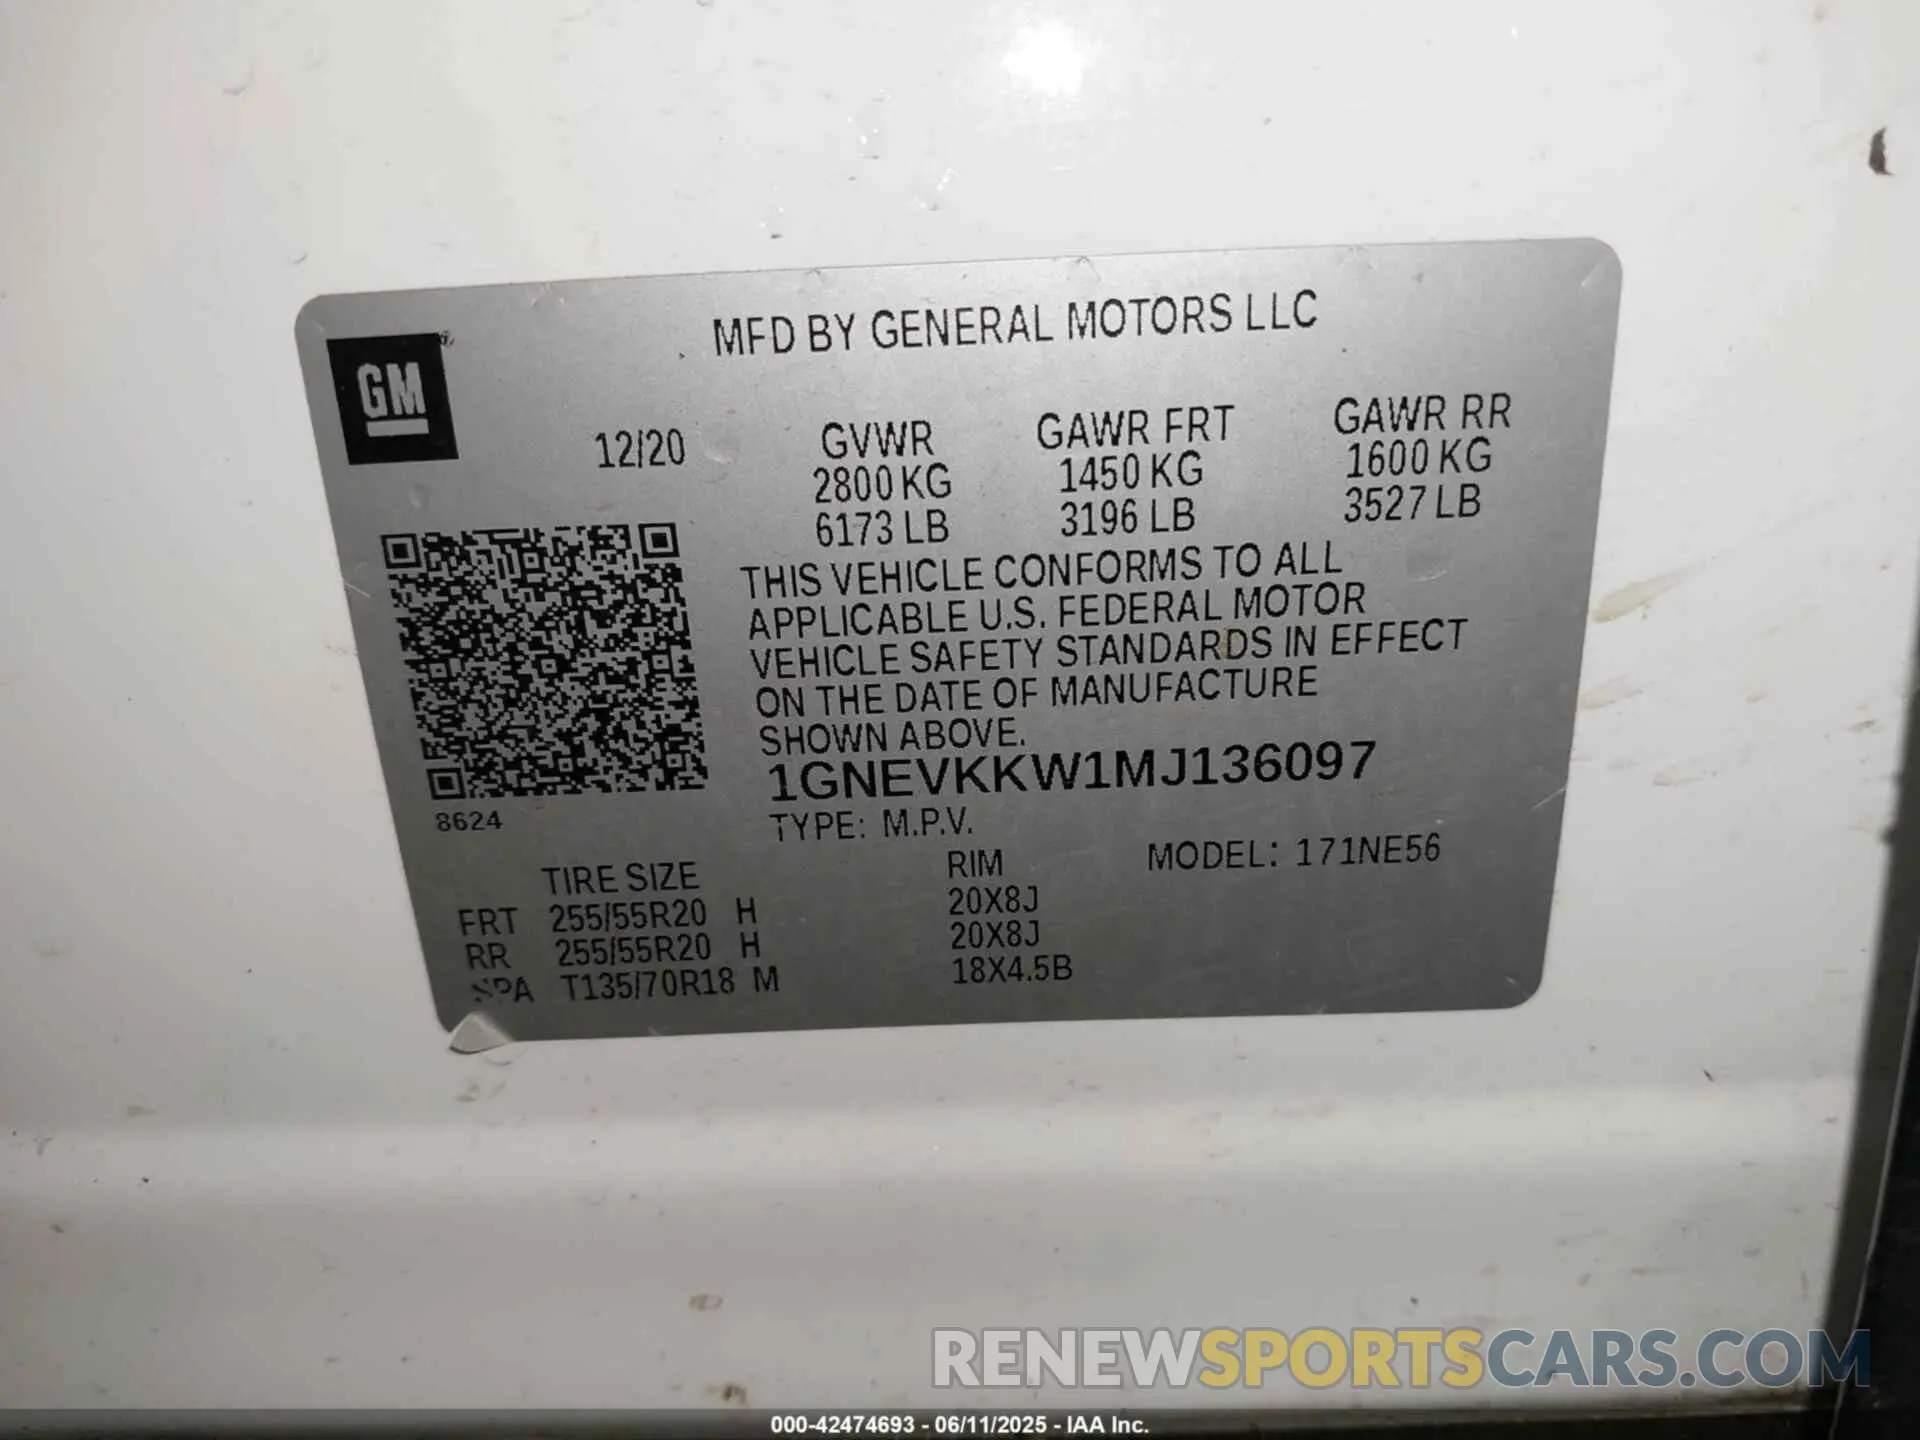 MFD BY GENERAL MOTORS LLC
GM
12/20
GVWR GAWR FRT GAWR RR
2800 KG 1450 KG 1600 KG
6173 LB 3196 LB 3527 LB
THIS VEHICLE CONFORMS TO ALL
APPLICABLE U.S. FEDERAL MOTOR
VEHICLE SAFETY STANDARDS IN EFFECT
ON THE DATE OF MANUFACTURE
SHOWN ABOVE.
1GNEVKKW1MJ136097
8624
TYPE: M.P.V.
MODEL: 171NE56
TIRE SIZE RIM
FRT 255/55R20 H 20X8J
RR 255/55R20 H 20X8J
SPA T135/70R18 M 18X4.5B
RENEWSPORTSCARS.COM
000-42474693 - 06/11/2025 - IAA Inc.